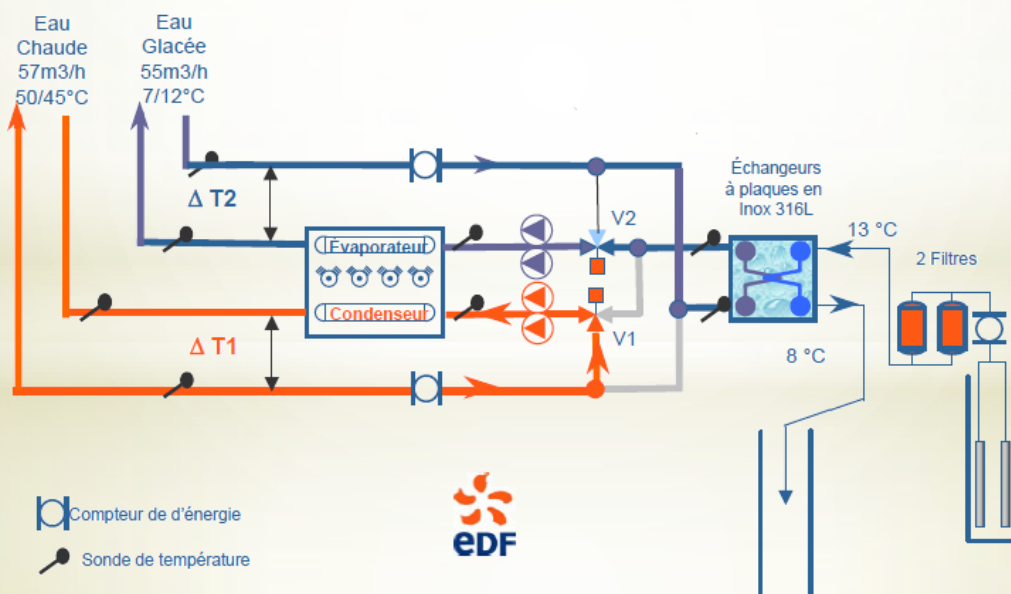 Eau
Chaude
57m3/h
50/45°C
Eau
Glacée
55m3/h
7/12°C
Δ T2
Évaporateur
V2
Échangeurs
à plaques en
Inox 316L
13 °C
2 Filtres
Condenseur
Δ T1
V1
8 °C
Compteur de d'énergie
Sonde de température
eDF